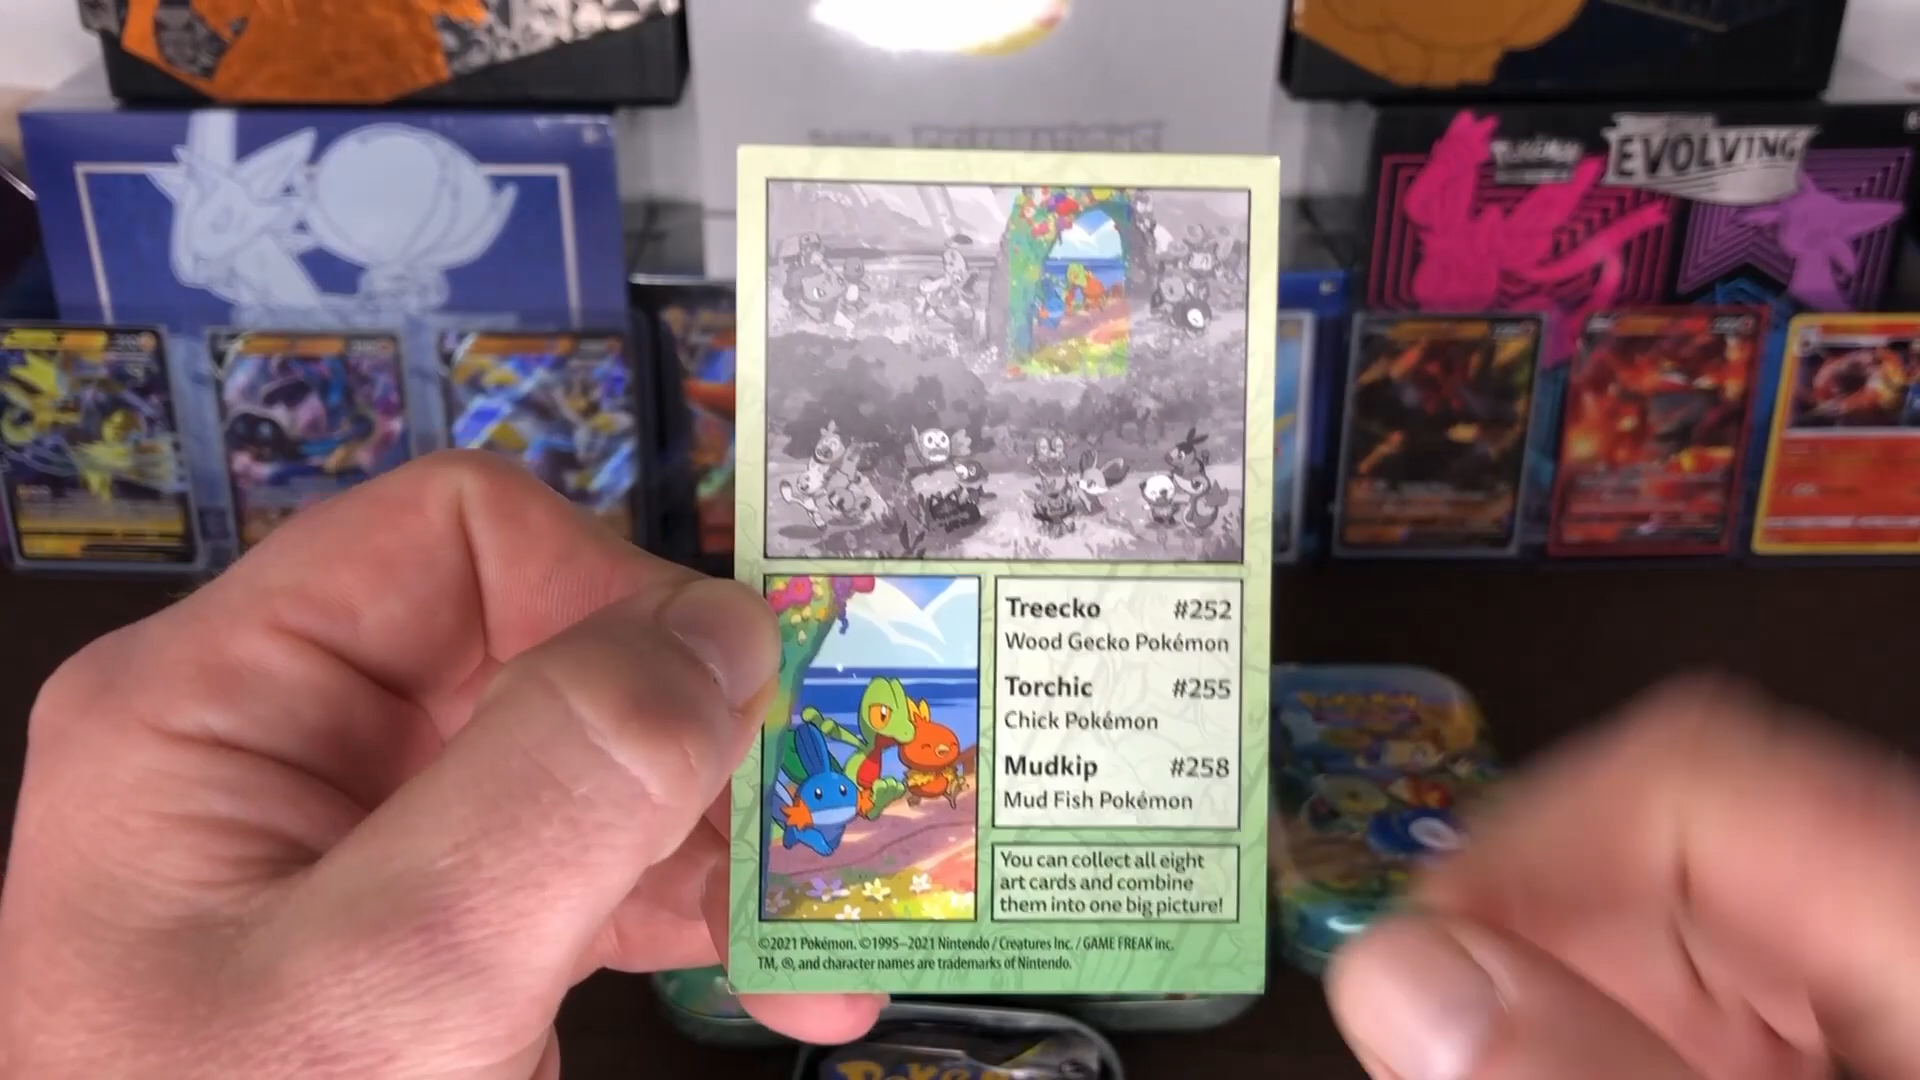 EVOLVING
Treecko #252
Wood Gecko Pokémon
Torchic #255
Chick Pokémon
Mudkip #258
Mud Fish Pokémon
You can collect all eight
art cards and combine
them into one big picture!
©2021 Pokémon. ©1995–2021 Nintendo / Creatures Inc. / GAME FREAK inc.
TM, ®, and character names are trademarks of Nintendo.